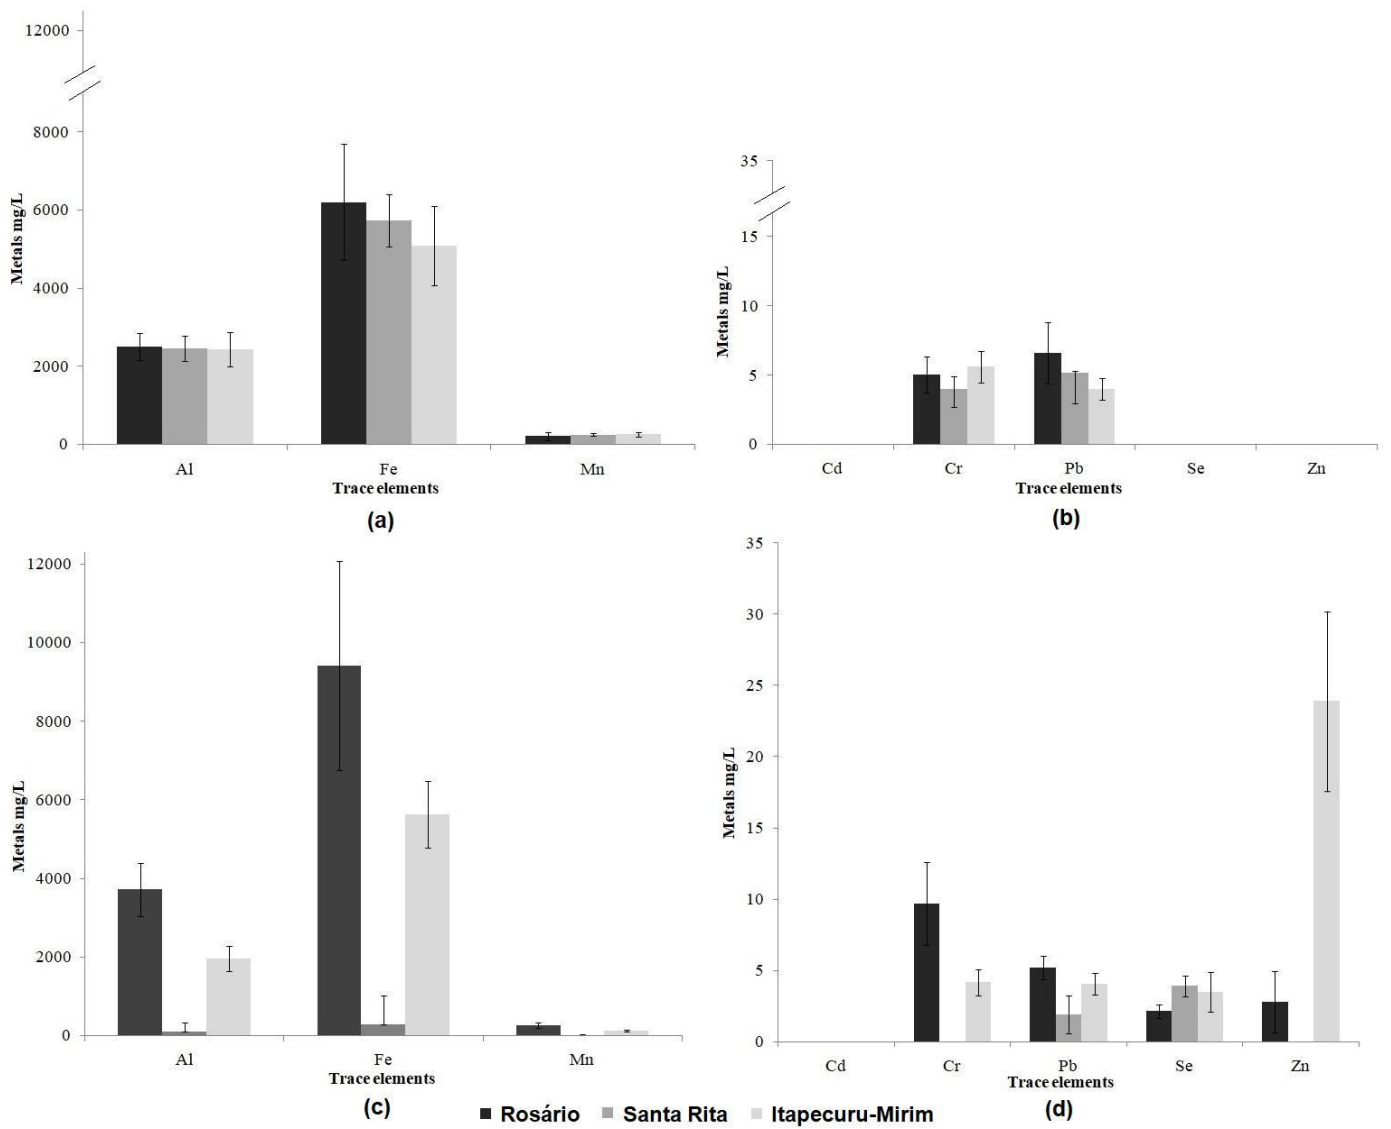 12000
8000
6000
4000
2000
0
Metals mg/L
Al Fe Mn
Trace elements
(a)
35
15
10
5
0
Metals mg/L
Cd Cr Pb Se Zn
Trace elements
(b)
12000
10000
8000
6000
4000
2000
0
Metals mg/L
Al Fe Mn
Trace elements
(c)
35
30
25
20
15
10
5
0
Metals mg/L
Cd Cr Pb Se Zn
Trace elements
(d)
Rosário Santa Rita Itapecuru-Mirim